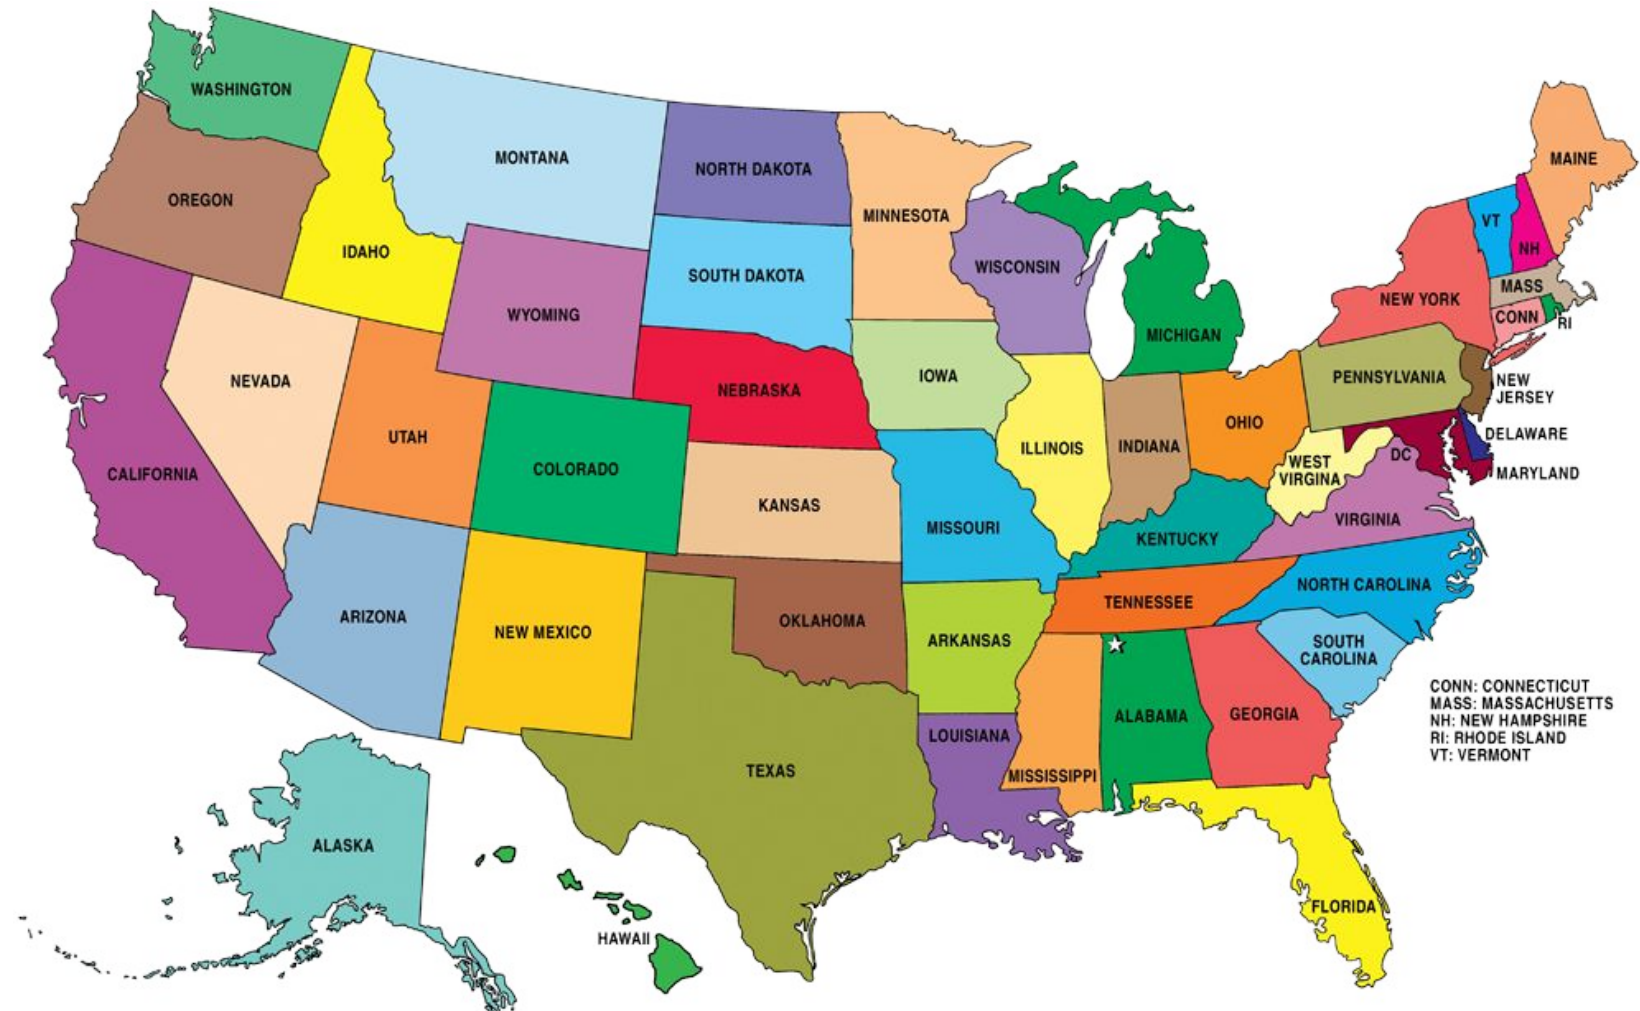 WASHINGTON
OREGON
IDAHO
MONTANA
NORTH DAKOTA
MINNESOTA
SOUTH DAKOTA
WYOMING
WISCONSIN
MICHIGAN
MAINE
VT
NH
MASS
NEW YORK
CONN
RI
CALIFORNIA
NEVADA
UTAH
COLORADO
NEBRASKA
IOWA
ILLINOIS
INDIANA
OHIO
PENNSYLVANIA
NEW
JERSEY
DELAWARE
MARYLAND
DC
WEST
VIRGINA
VIRGINIA
KENTUCKY
MISSOURI
KANSAS
ARIZONA
NEW MEXICO
OKLAHOMA
ARKANSAS
TENNESSEE
NORTH CAROLINA
SOUTH
CAROLINA
TEXAS
LOUISIANA
MISSISSIPPI
ALABAMA
GEORGIA
FLORIDA
ALASKA
HAWAII
CONN: CONNECTICUT
MASS: MASSACHUSETTS
NH: NEW HAMPSHIRE
RI: RHODE ISLAND
VT: VERMONT